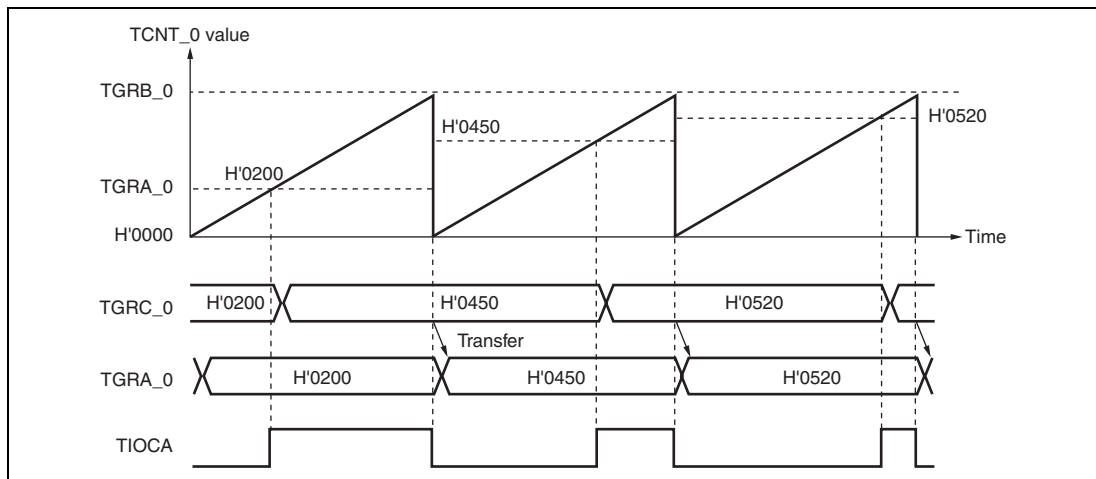 TCNT_0 value
TGRB_0
H'0520
H'0450
H'0200
TGRA_0
H'0000
Time
TGRC_0
H'0200
H'0450
H'0520
Transfer
TGRA_0
H'0200
H'0450
H'0520
TIOCA